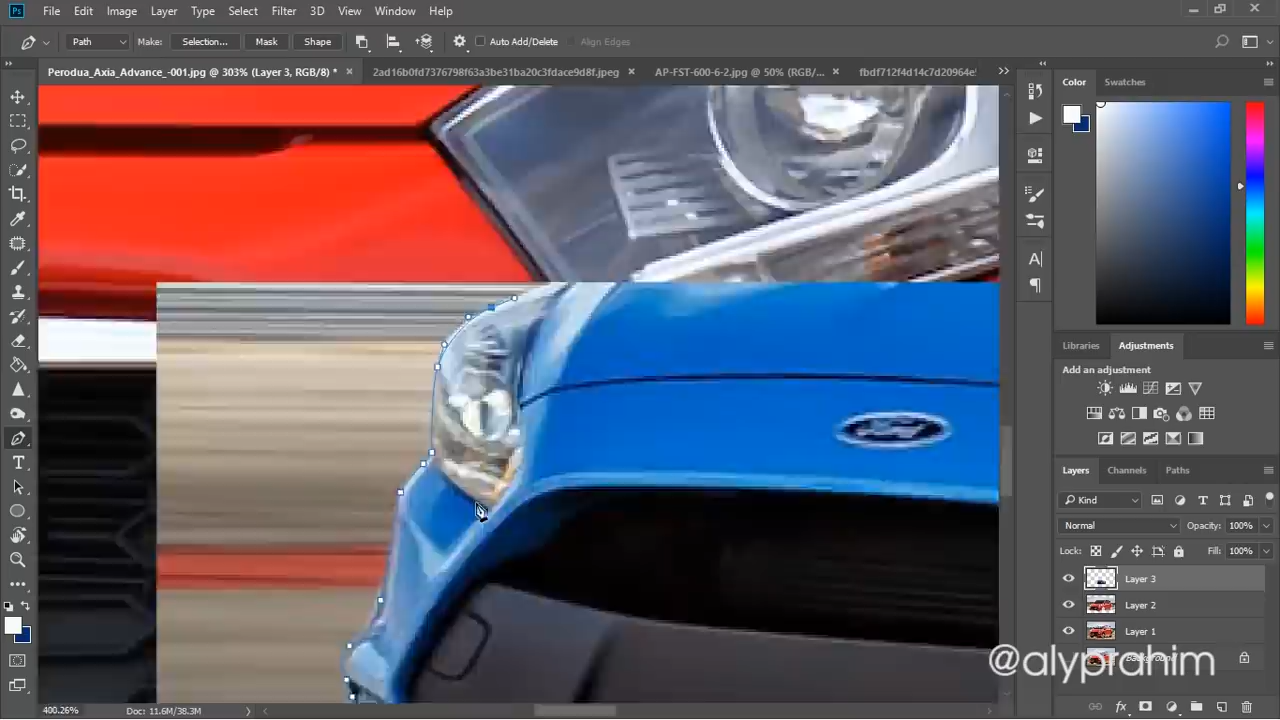 Ps File Edit Image Layer Type Select Filter 3D View Window Help
Path Make: Selection... Mask Shape Auto Add/Delete Align Edges
Perodua_Axia_Advance_-001.jpg @ 303% (Layer 3, RGB/8) * × 2ad16b0fd7376798f63a3be31ba20c3fdace9d8f.jpeg × AP-FST-600-6-2.jpg @ 50% (RGB/... × fbdf712f4d14c7d20964e
Color Swatches
Libraries Adjustments
Add an adjustment
Ford
Layers Channels Paths
Kind
Normal Opacity: 100%
Lock: Fill: 100%
Layer 3
Layer 2
Layer 1
Background
@alyprahim
400.26% Doc: 11.6M/38.3M